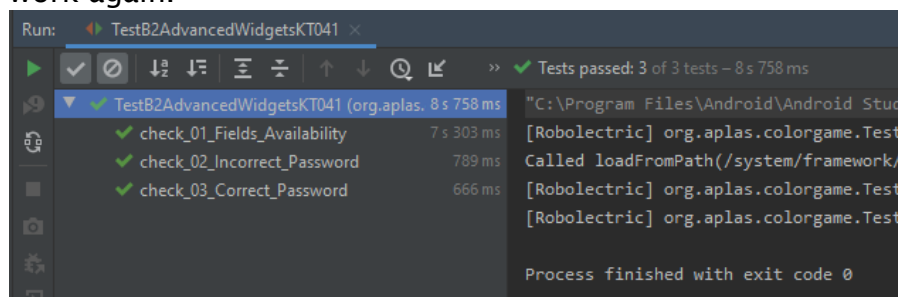 work again.
Run: TestB2AdvancedWidgetsKT041
Tests passed: 3 of 3 tests – 8 s 758 ms
TestB2AdvancedWidgetsKT041 (org.aplas. 8 s 758 ms
check_01_Fields_Availability 7 s 303 ms
check_02_Incorrect_Password 789 ms
check_03_Correct_Password 666 ms
"C:\Program Files\Android\Android Stud
[Robolectric] org.aplas.colorgame.Test
Called loadFromPath(/system/framework/
[Robolectric] org.aplas.colorgame.Test
[Robolectric] org.aplas.colorgame.Test
Process finished with exit code 0